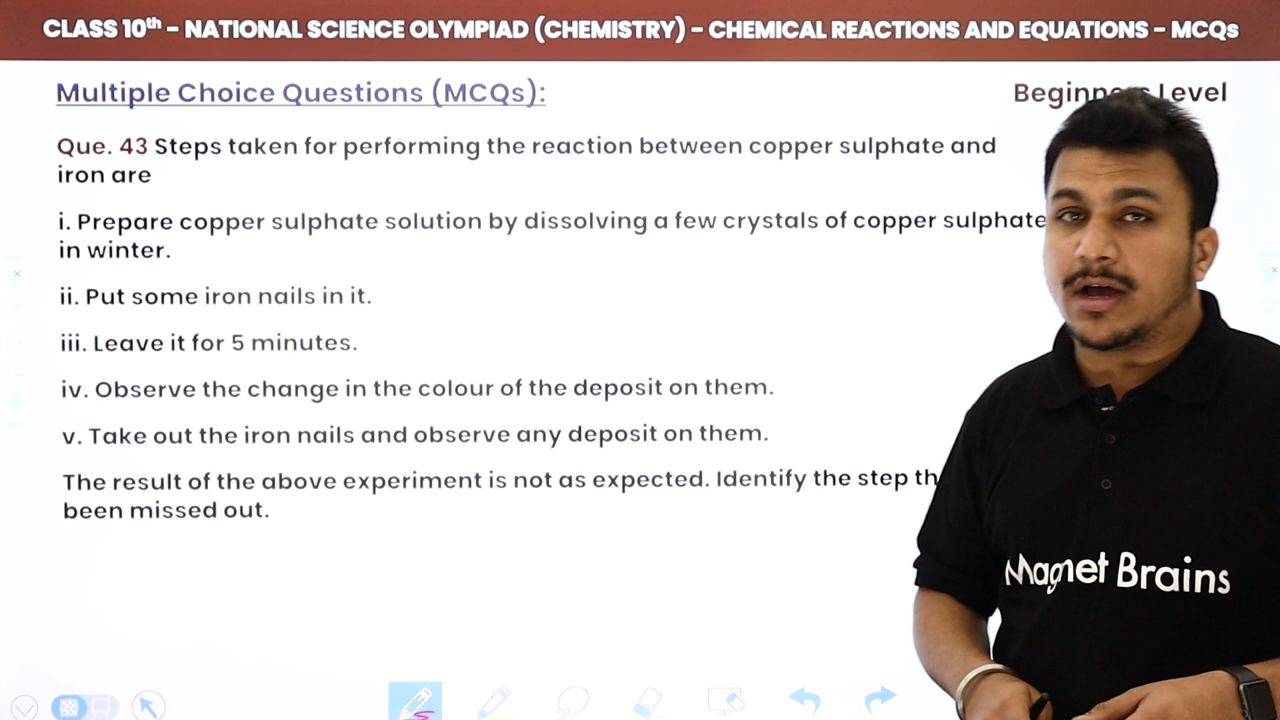 CLASS 10th – NATIONAL SCIENCE OLYMPIAD (CHEMISTRY) – CHEMICAL REACTIONS AND EQUATIONS – MCQs
Multiple Choice Questions (MCQs):
Level
Que. 43 Steps taken for performing the reaction between copper sulphate and
iron are
i. Prepare copper sulphate solution by dissolving a few crystals of copper sulphate
in winter.
ii. Put some iron nails in it.
iii. Leave it for 5 minutes.
iv. Observe the change in the colour of the deposit on them.
v. Take out the iron nails and observe any deposit on them.
The result of the above experiment is not as expected. Identify the step
been missed out.
Magnet Brains